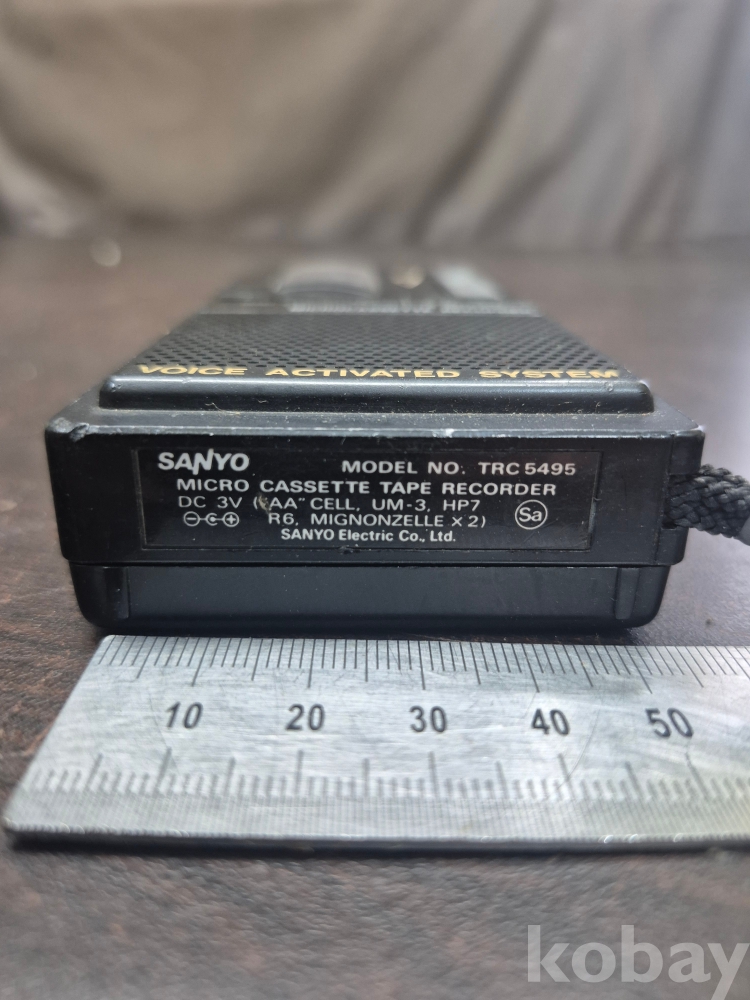 VOICE ACTIVATED SYSTEM
SANYO MODEL NO. TRC 5495
MICRO CASSETTE TAPE RECORDER
DC 3V ("AA" CELL, UM-3, HP7
R6, MIGNONZELLE × 2) Sa
SANYO Electric Co., Ltd.
10 20 30 40 50
kobay